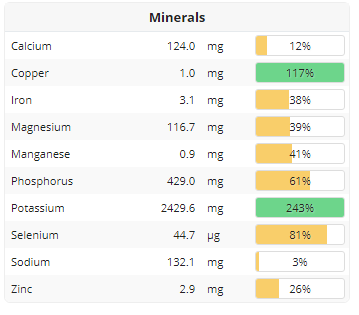 Minerals
Calcium 124.0 mg 12%
Copper 1.0 mg 117%
Iron 3.1 mg 38%
Magnesium 116.7 mg 39%
Manganese 0.9 mg 41%
Phosphorus 429.0 mg 61%
Potassium 2429.6 mg 243%
Selenium 44.7 µg 81%
Sodium 132.1 mg 3%
Zinc 2.9 mg 26%